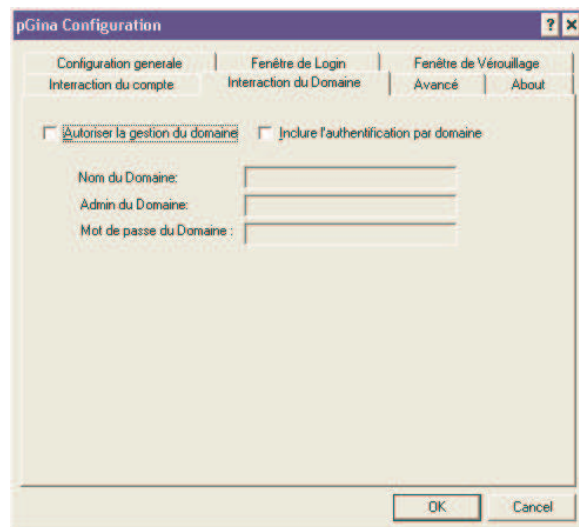 pGina Configuration
Configuration generale
Fenêtre de Login
Fenêtre de Vérouillage
Interraction du compte
Interraction du Domaine
Avancé
About
Autoriser la gestion du domaine
Inclure l'authentification par domaine
Nom du Domaine:
Admin du Domaine:
Mot de passe du Domaine :
OK
Cancel